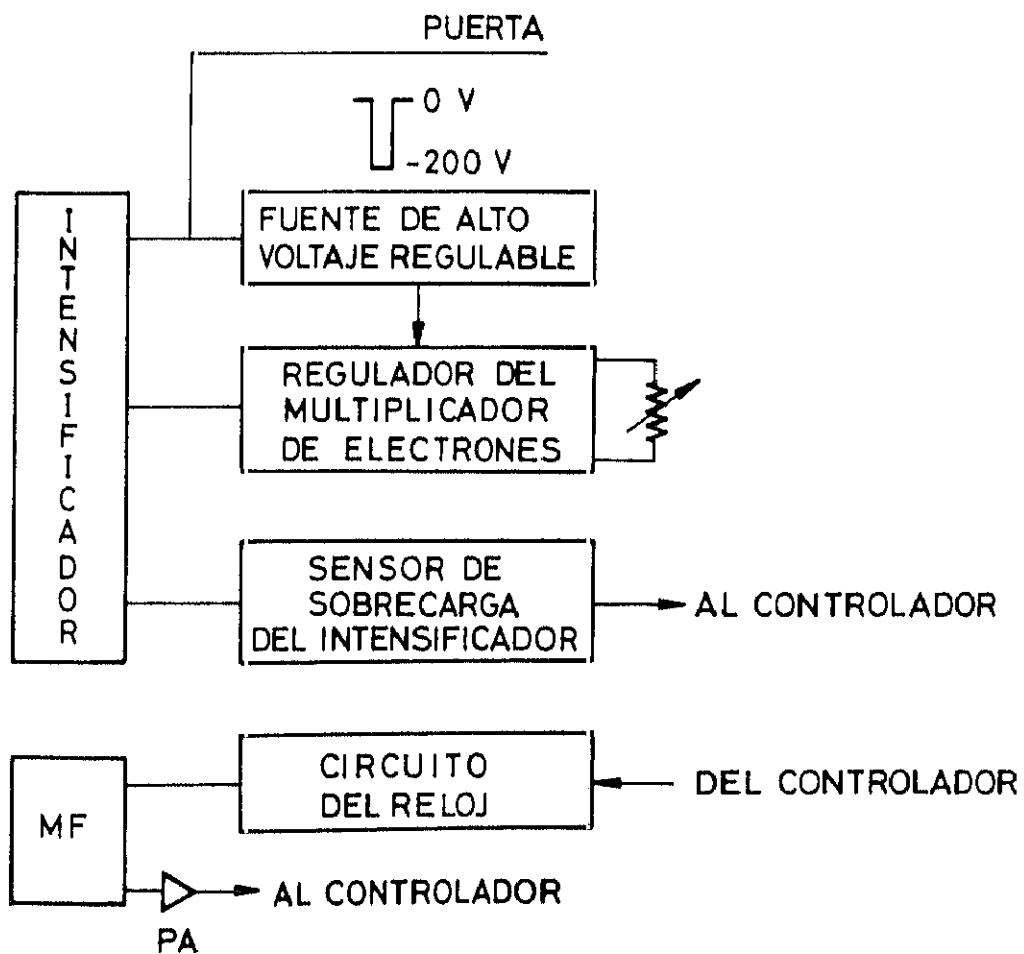 PUERTA
0 V
-200 V
INTENSIFICADOR
FUENTE DE ALTO
VOLTAJE REGULABLE
REGULADOR DEL
MULTIPLICADOR
DE ELECTRONES
SENSOR DE
SOBRECARGA
DEL INTENSIFICADOR
AL CONTROLADOR
CIRCUITO
DEL RELOJ
DEL CONTROLADOR
MF
AL CONTROLADOR
PA